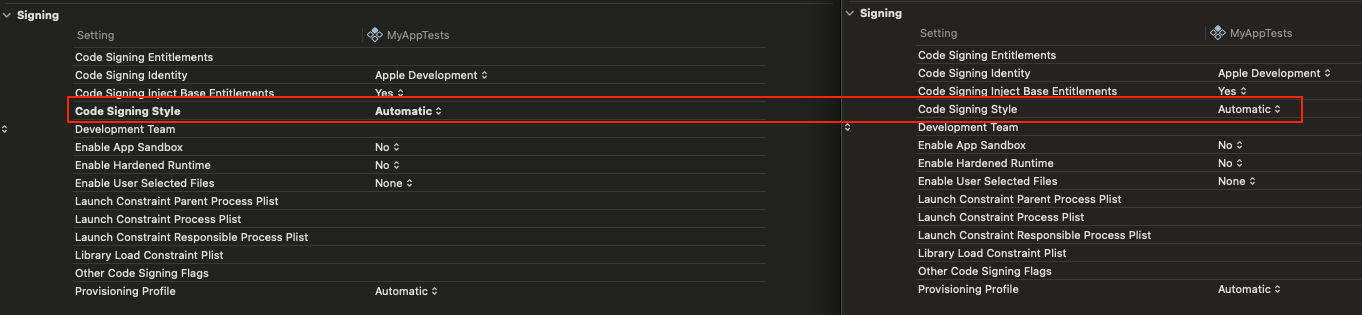 Signing
Setting MyAppTests
Code Signing Entitlements
Code Signing Identity Apple Development
Code Signing Inject Base Entitlements Yes
Code Signing Style Automatic
Development Team
Enable App Sandbox No
Enable Hardened Runtime No
Enable User Selected Files None
Launch Constraint Parent Process Plist
Launch Constraint Process Plist
Launch Constraint Responsible Process Plist
Library Load Constraint Plist
Other Code Signing Flags
Provisioning Profile Automatic
Signing
Setting MyAppTests
Code Signing Entitlements
Code Signing Identity Apple Development
Code Signing Inject Base Entitlements Yes
Code Signing Style Automatic
Development Team
Enable App Sandbox No
Enable Hardened Runtime No
Enable User Selected Files None
Launch Constraint Parent Process Plist
Launch Constraint Process Plist
Launch Constraint Responsible Process Plist
Library Load Constraint Plist
Other Code Signing Flags
Provisioning Profile Automatic